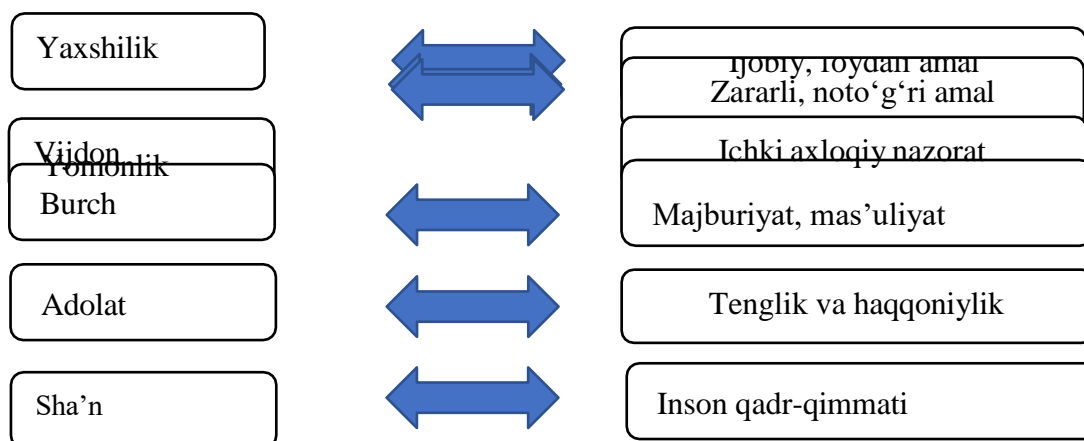 Yaxshilik
Ijobiy, foydali amal
Zararli, noto‘g‘ri amal
Vijdon
Yomonlik
Ichki axloqiy nazorat
Burch
Majburiyat, mas’uliyat
Adolat
Tenglik va haqqoniylik
Sha’n
Inson qadr-qimmati